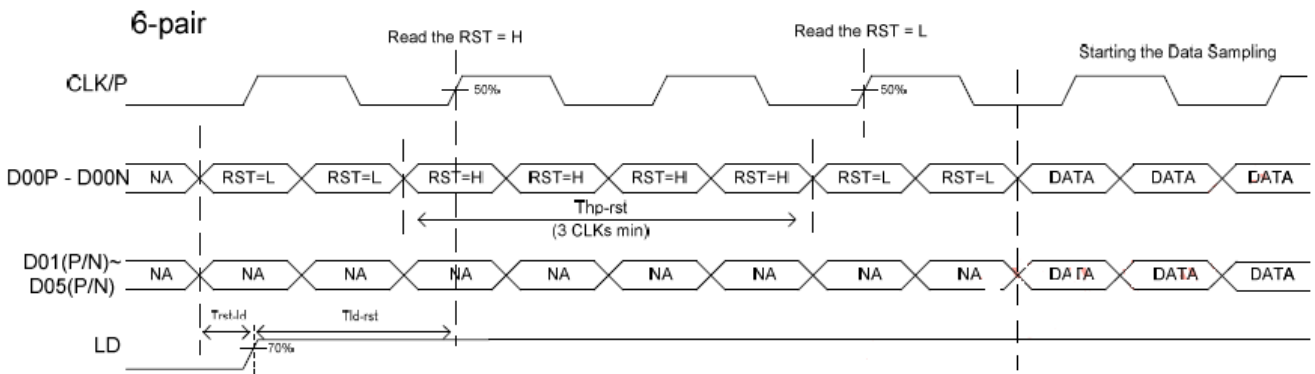 6-pair
Read the RST = H
Read the RST = L
Starting the Data Sampling
CLK/P
50%
50%
D00P - D00N
NA RST=L RST=L RST=H RST=H RST=H RST=H RST=L RST=L DATA DATA DATA
Thp-rst
(3 CLKs min)
D01(P/N)~
D05(P/N)
NA NA NA NA NA NA NA NA NA DATA DATA DATA
Trst-ld
Tld-rst
LD
70%